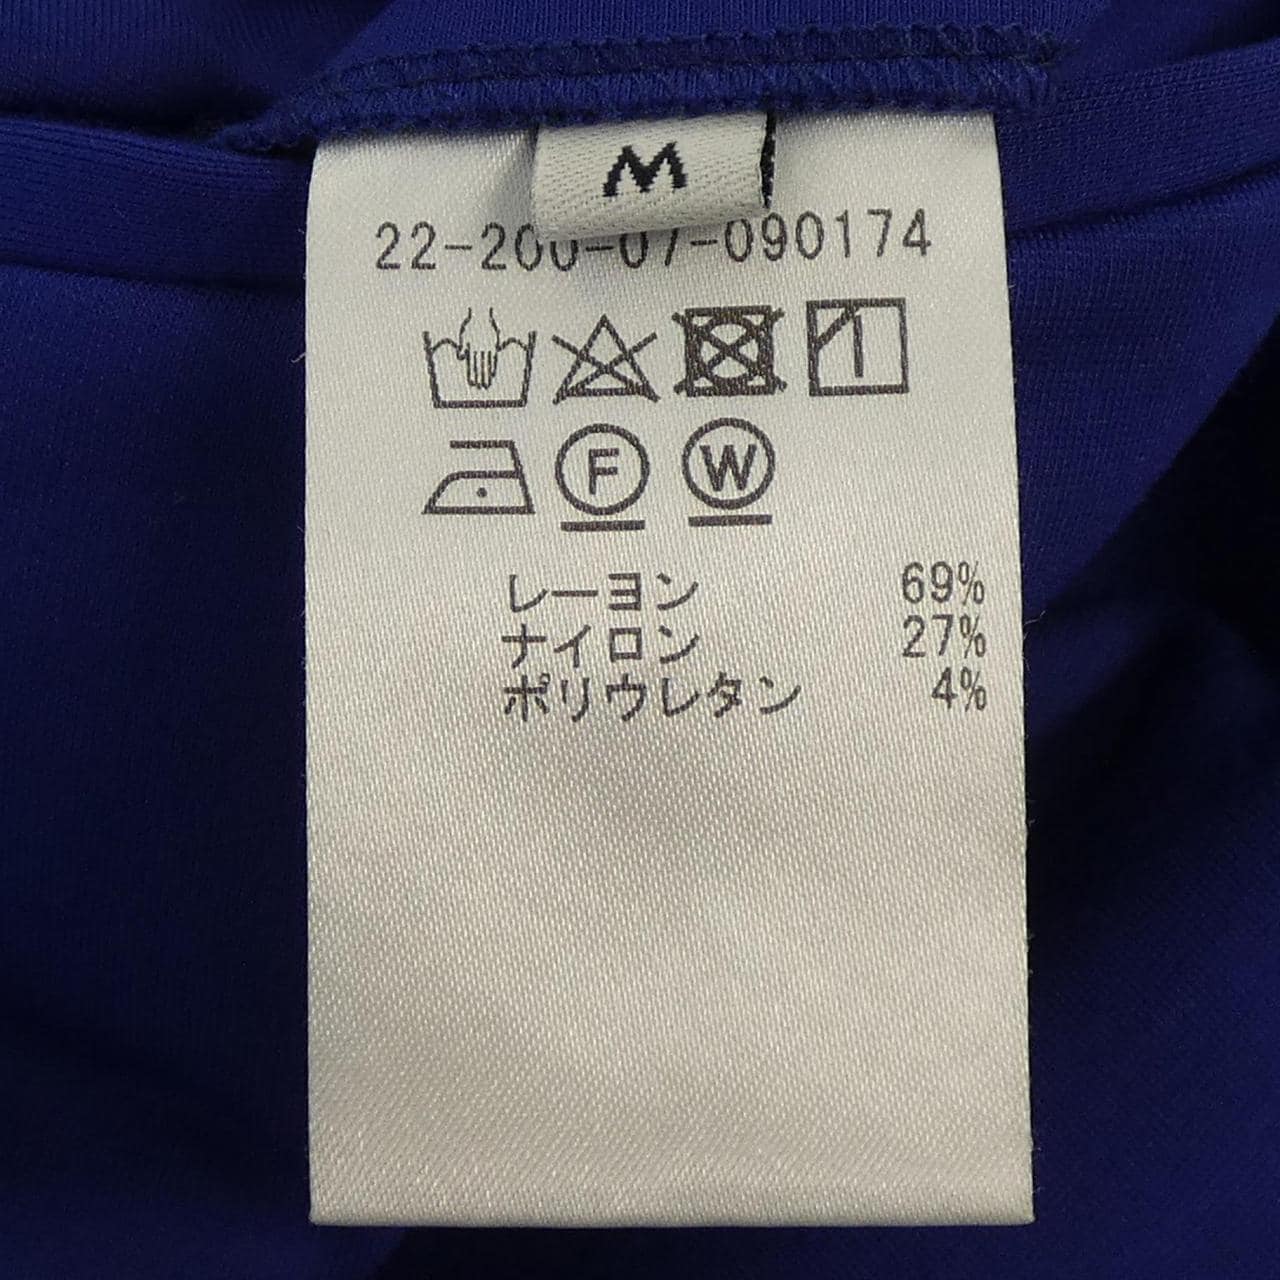 M
22-200-07-090174
F W
レーヨン 69%
ナイロン 27%
ポリウレタン 4%